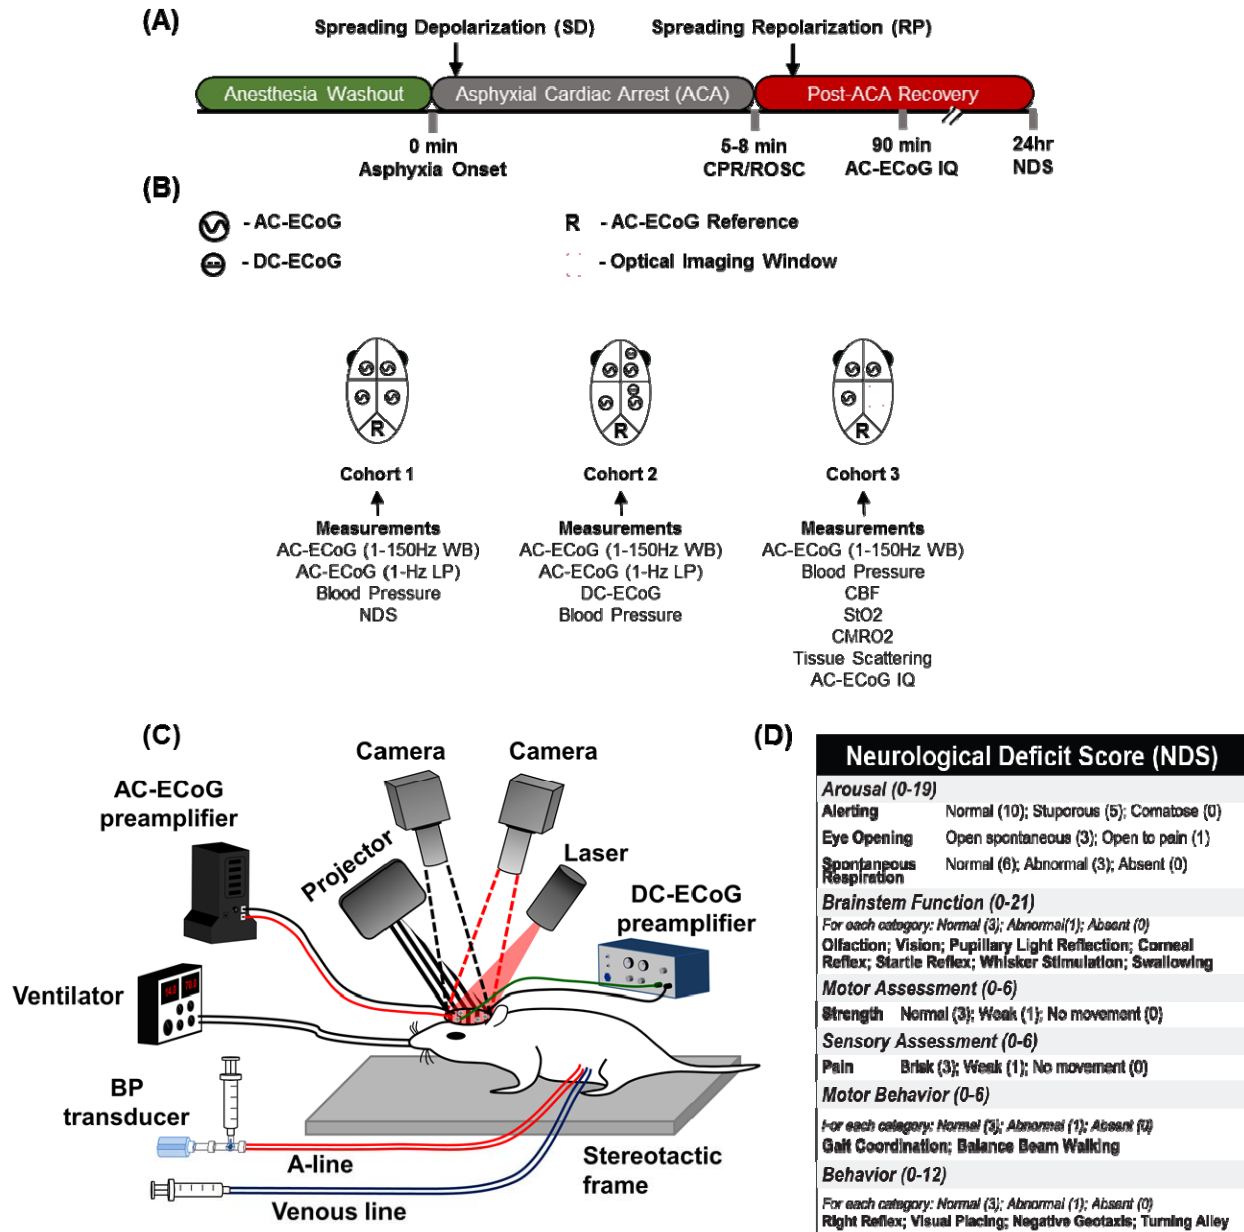 (A)
Spreading Depolarization (SD)
Spreading Repolarization (RP)
Anesthesia Washout
Asphyxial Cardiac Arrest (ACA)
Post-ACA Recovery
0 min
Asphyxia Onset
5-8 min
CPR/ROSC
90 min
AC-ECoG IQ
24hr
NDS
(B)
- AC-ECoG
R - AC-ECoG Reference
- DC-ECoG
- Optical Imaging Window
R
R
R
Cohort 1
Cohort 2
Cohort 3
Measurements
AC-ECoG (1-150Hz WB)
AC-ECoG (1-Hz LP)
Blood Pressure
NDS
Measurements
AC-ECoG (1-150Hz WB)
AC-ECoG (1-Hz LP)
DC-ECoG
Blood Pressure
Measurements
AC-ECoG (1-150Hz WB)
Blood Pressure
CBF
StO2
CMRO2
Tissue Scattering
AC-ECoG IQ
(C)
Camera
Camera
AC-ECoG
preamplifier
Projector
Laser
DC-ECoG
preamplifier
Ventilator
BP
transducer
A-line
Venous line
Stereotactic
frame
(D)
Neurological Deficit Score (NDS)
Arousal (0-19)
Alerting Normal (10); Stuporous (5); Comatose (0)
Eye Opening Open spontaneous (3); Open to pain (1)
Spontaneous
Respiration Normal (6); Abnormal (3); Absent (0)
Brainstem Function (0-21)
For each category: Normal (3); Abnormal(1); Absent (0)
Olfaction; Vision; Pupillary Light Reflection; Corneal
Reflex; Startle Reflex; Whisker Stimulation; Swallowing
Motor Assessment (0-6)
Strength Normal (3); Weak (1); No movement (0)
Sensory Assessment (0-6)
Pain Brisk (3); Weak (1); No movement (0)
Motor Behavior (0-6)
For each category: Normal (3); Abnormal (1); Absent (0)
Gait Coordination; Balance Beam Walking
Behavior (0-12)
For each category: Normal (3); Abnormal (1); Absent (0)
Right Reflex; Visual Placing; Negative Geotaxis; Turning Alley